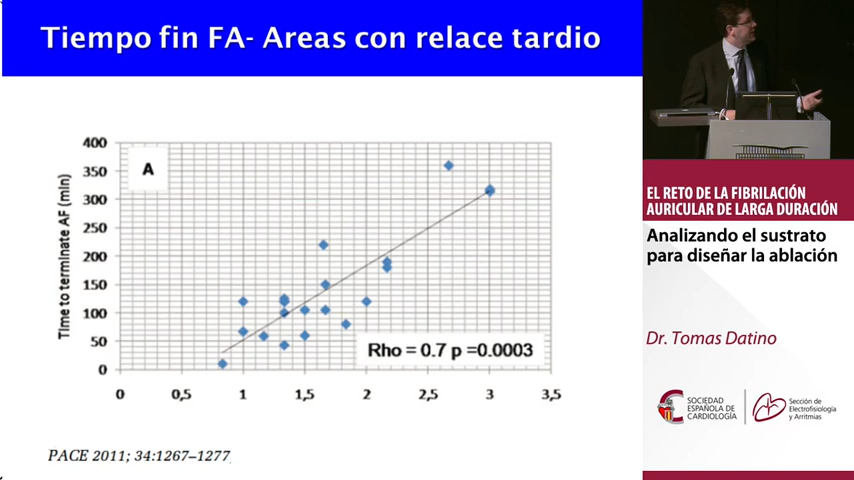 Tiempo fin FA- Areas con relace tardio
A
Time to terminate AF (min)
400
350
300
250
200
150
100
50
0
0 0,5 1 1,5 2 2,5 3 3,5
Rho = 0.7 p =0.0003
PACE 2011; 34:1267–1277
EL RETO DE LA FIBRILACIÓN
AURICULAR DE LARGA DURACIÓN
Analizando el sustrato
para diseñar la ablación
Dr. Tomas Datino
SOCIEDAD
ESPAÑOLA DE
CARDIOLOGÍA
Sección de
Electrofisiología
y Arritmias